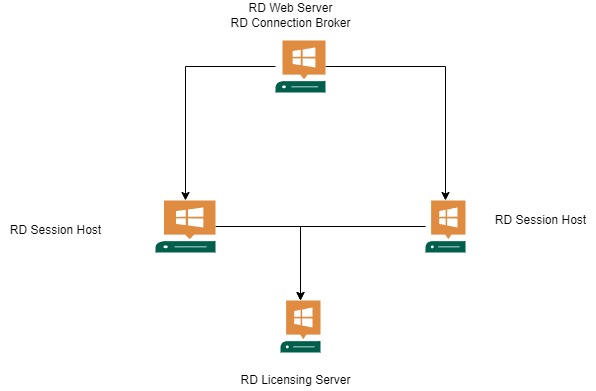 RD Web Server
RD Connection Broker
RD Session Host
RD Session Host
RD Licensing Server